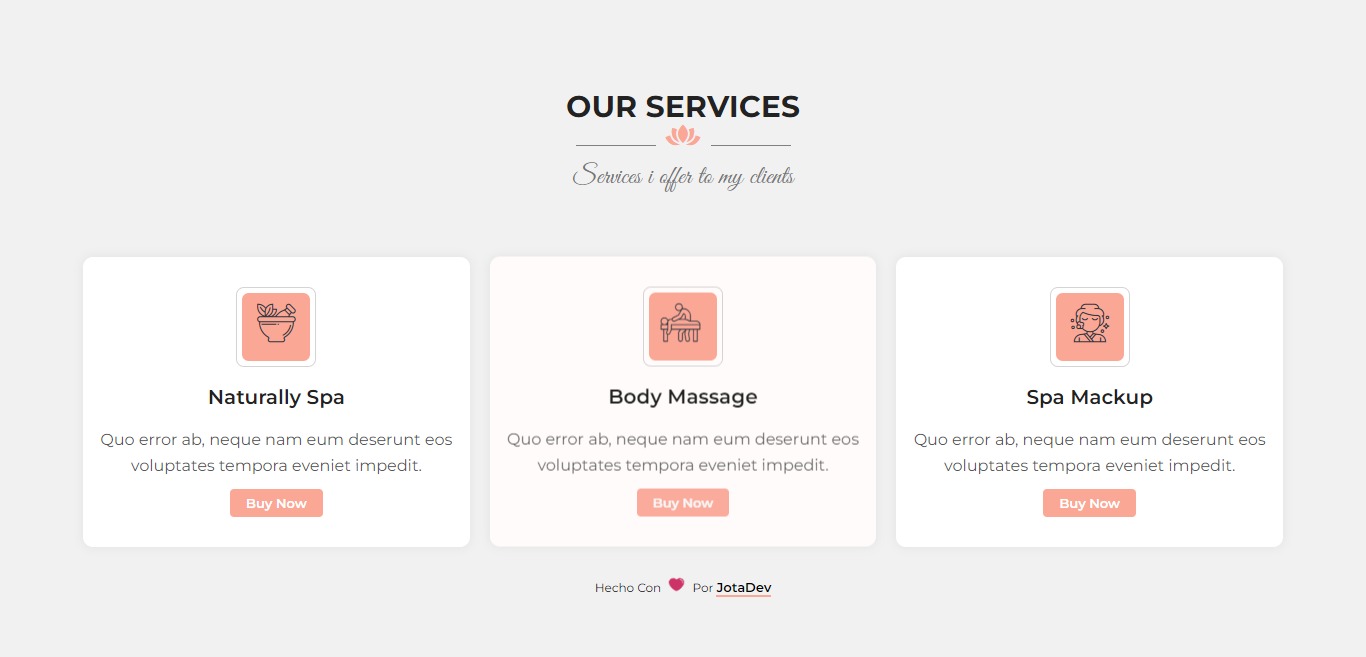 OUR SERVICES
Services i offer to my clients
Naturally Spa
Quo error ab, neque nam eum deserunt eos
voluptates tempora eveniet impedit.
Buy Now
Body Massage
Quo error ab, neque nam eum deserunt eos
voluptates tempora eveniet impedit.
Buy Now
Spa Mackup
Quo error ab, neque nam eum deserunt eos
voluptates tempora eveniet impedit.
Buy Now
Hecho Con Por JotaDev